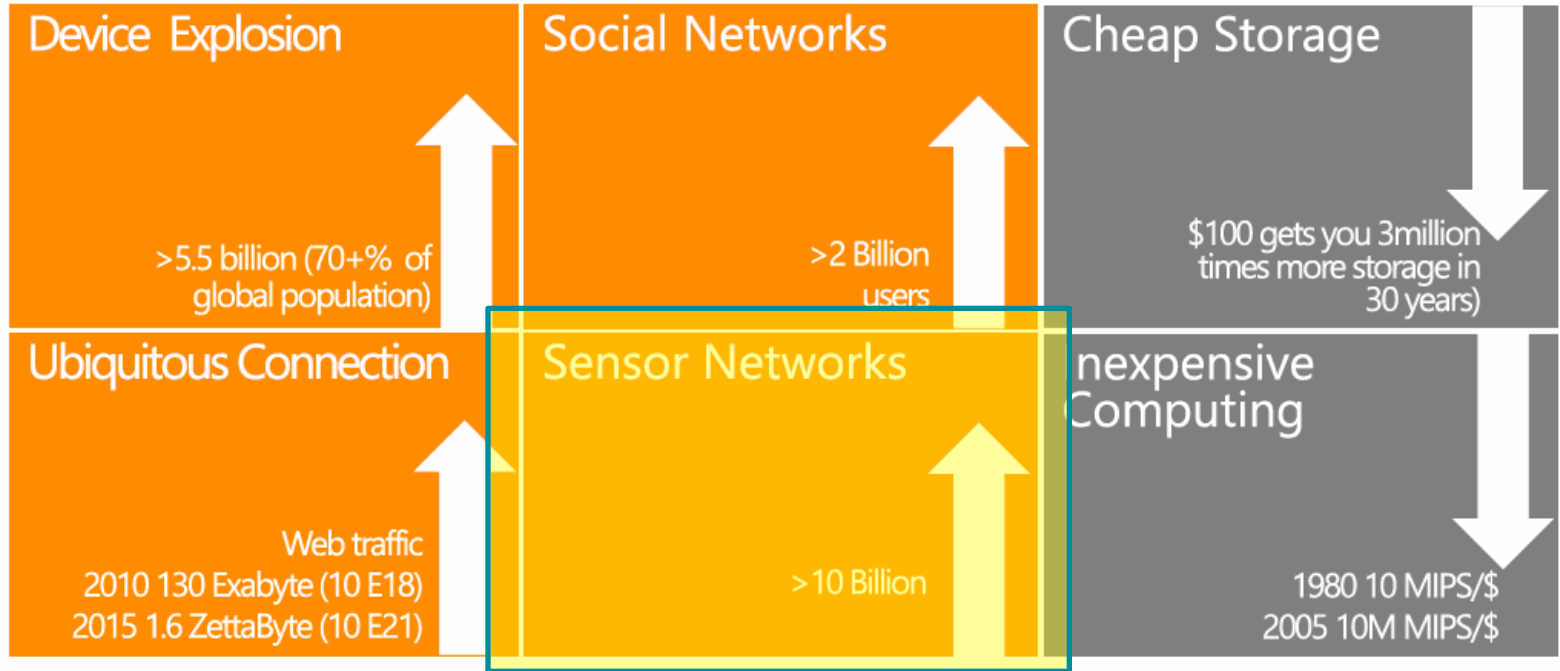 Device Explosion
>5.5 billion (70+% of
global population)
Social Networks
>2 Billion
users
Cheap Storage
$100 gets you 3million
times more storage in
30 years)
Ubiquitous Connection
Web traffic
2010 130 Exabyte (10 E18)
2015 1.6 ZettaByte (10 E21)
Sensor Networks
>10 Billion
nexpensive
Computing
1980 10 MIPS/$
2005 10M MIPS/$